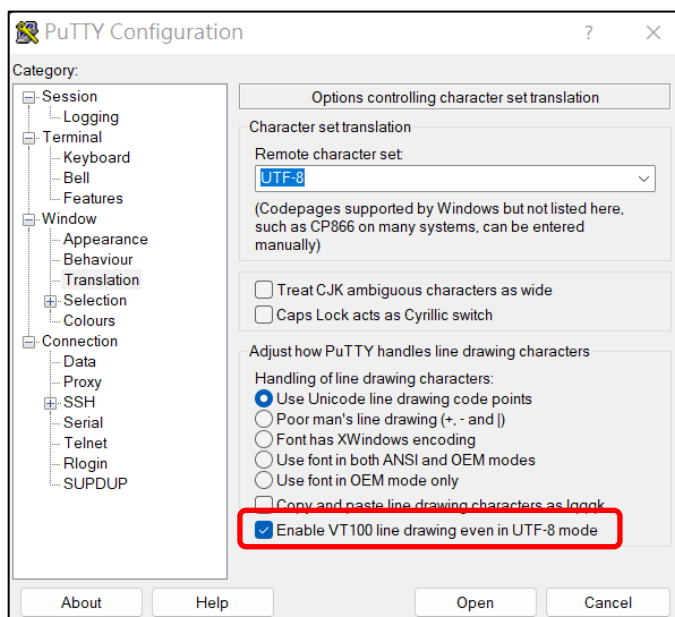 PuTTY Configuration
Category:
Session
Logging
Terminal
Keyboard
Bell
Features
Window
Appearance
Behaviour
Translation
Selection
Colours
Connection
Data
Proxy
SSH
Serial
Telnet
Rlogin
SUPDUP
Options controlling character set translation
Character set translation
Remote character set:
UTF-8
(Codepages supported by Windows but not listed here,
such as CP866 on many systems, can be entered
manually)
Treat CJK ambiguous characters as wide
Caps Lock acts as Cyrillic switch
Adjust how PuTTY handles line drawing characters
Handling of line drawing characters:
Use Unicode line drawing code points
Poor man's line drawing (+, - and |)
Font has XWindows encoding
Use font in both ANSI and OEM modes
Use font in OEM mode only
Copy and paste line drawing characters as lqqqk
Enable VT100 line drawing even in UTF-8 mode
About
Help
Open
Cancel